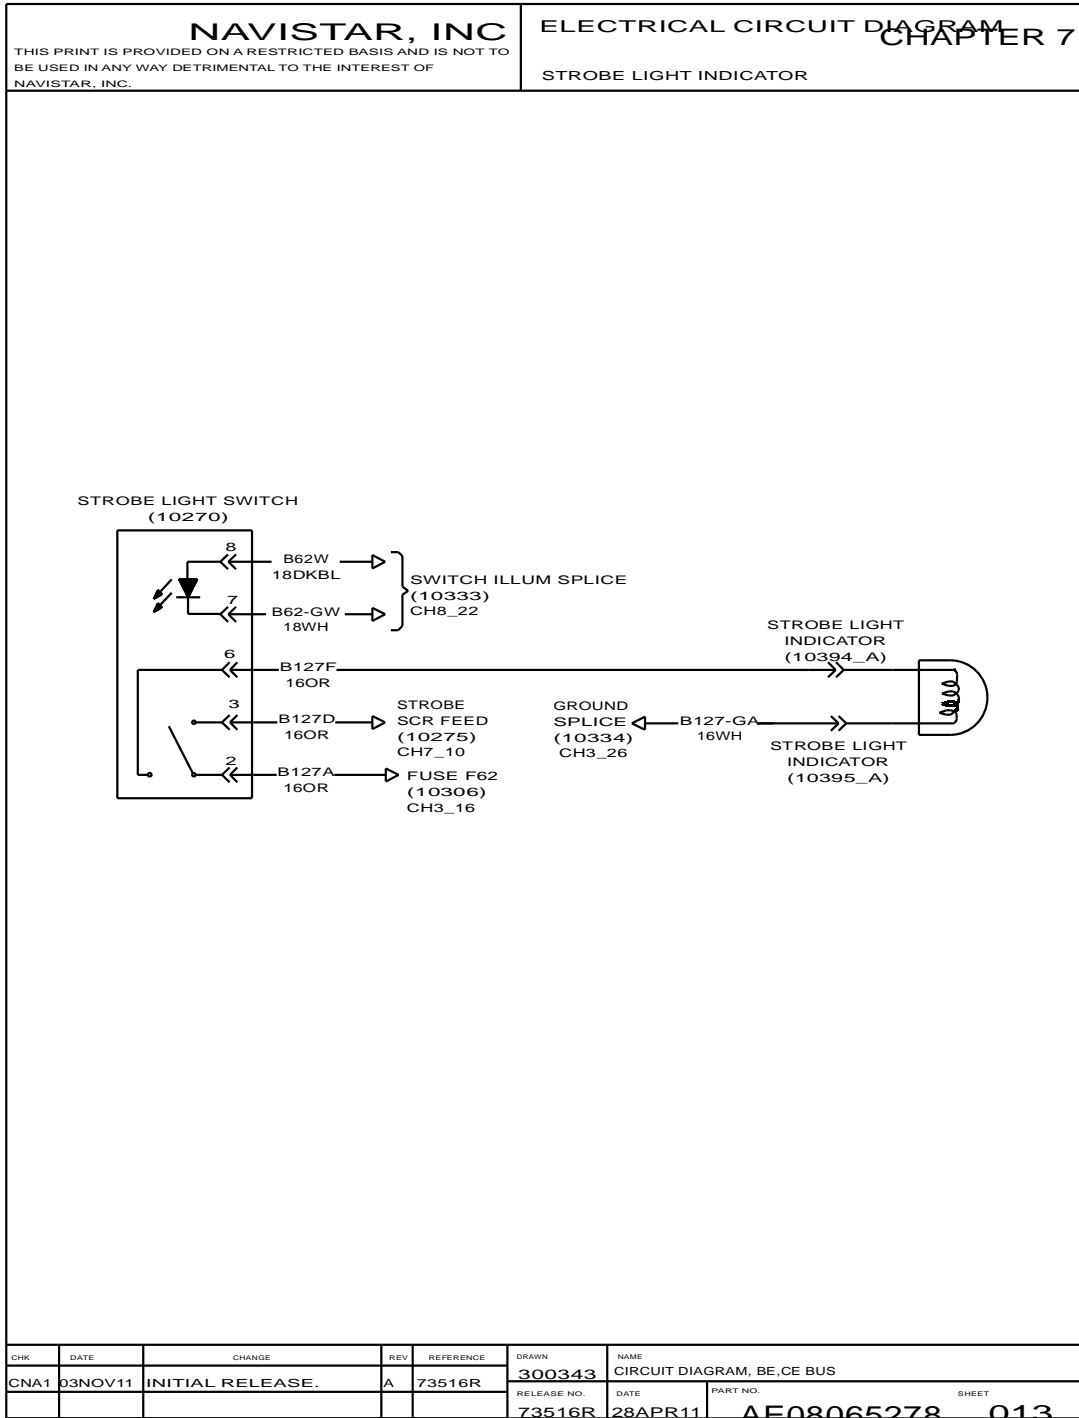 NAVISTAR, INC
THIS PRINT IS PROVIDED ON A RESTRICTED BASIS AND IS NOT TO
BE USED IN ANY WAY DETRIMENTAL TO THE INTEREST OF
NAVISTAR, INC.
ELECTRICAL CIRCUIT DIAGRAM
CHAPTER 7
STROBE LIGHT INDICATOR
STROBE LIGHT SWITCH
(10270)
8
B62W
18DKBL
7
B62-GW
18WH
SWITCH ILLUM SPLICE
(10333)
CH8_22
6
B127F
16OR
STROBE LIGHT
INDICATOR
(10394_A)
3
B127D
16OR
STROBE
SCR FEED
(10275)
CH7_10
GROUND
SPLICE
(10334)
CH3_26
B127-GA
16WH
STROBE LIGHT
INDICATOR
(10395_A)
2
B127A
16OR
FUSE F62
(10306)
CH3_16
CHK DATE CHANGE REV REFERENCE
CNA1 03NOV11 INITIAL RELEASE. A 73516R
DRAWN
300343
NAME
CIRCUIT DIAGRAM, BE,CE BUS
RELEASE NO.
73516R
DATE
28APR11
PART NO.
AE08065278
SHEET
013